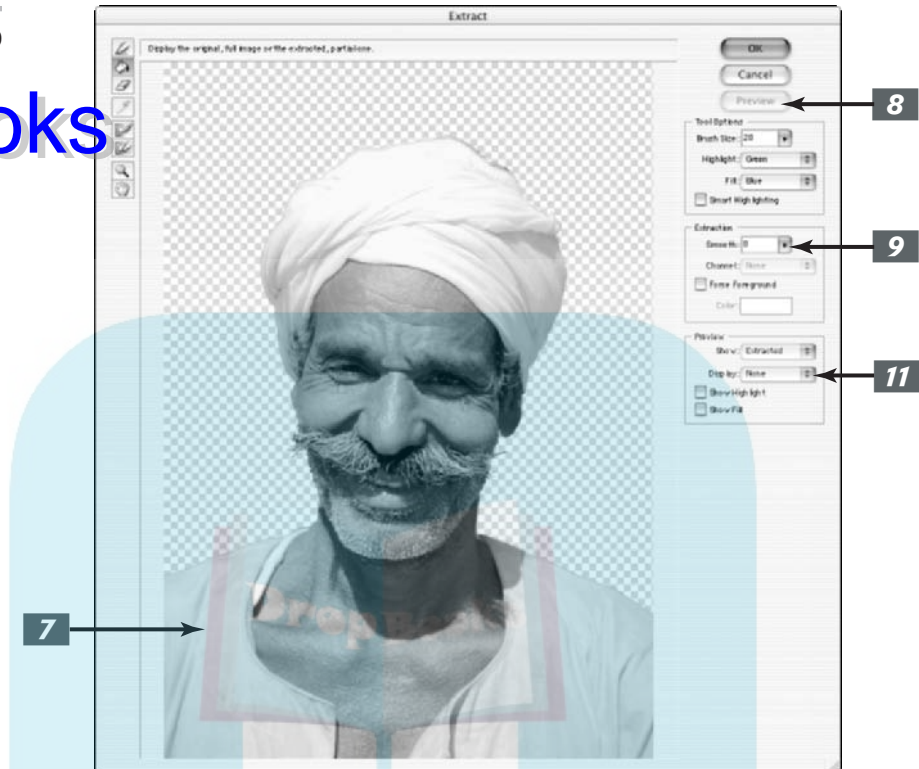 Extract
5
oks
Display the original, full image or the extracted, partial one.
OK
Cancel
Preview
8
Tool Options
Brush Size: 20
Highlight: Green
Fill: Blue
Smart Highlighting
Extraction
Smooth: 0
9
Channel: None
Force Foreground
Color:
Preview
Show: Extracted
Display: None
11
Show Highlight
Show Fill
7
Drop